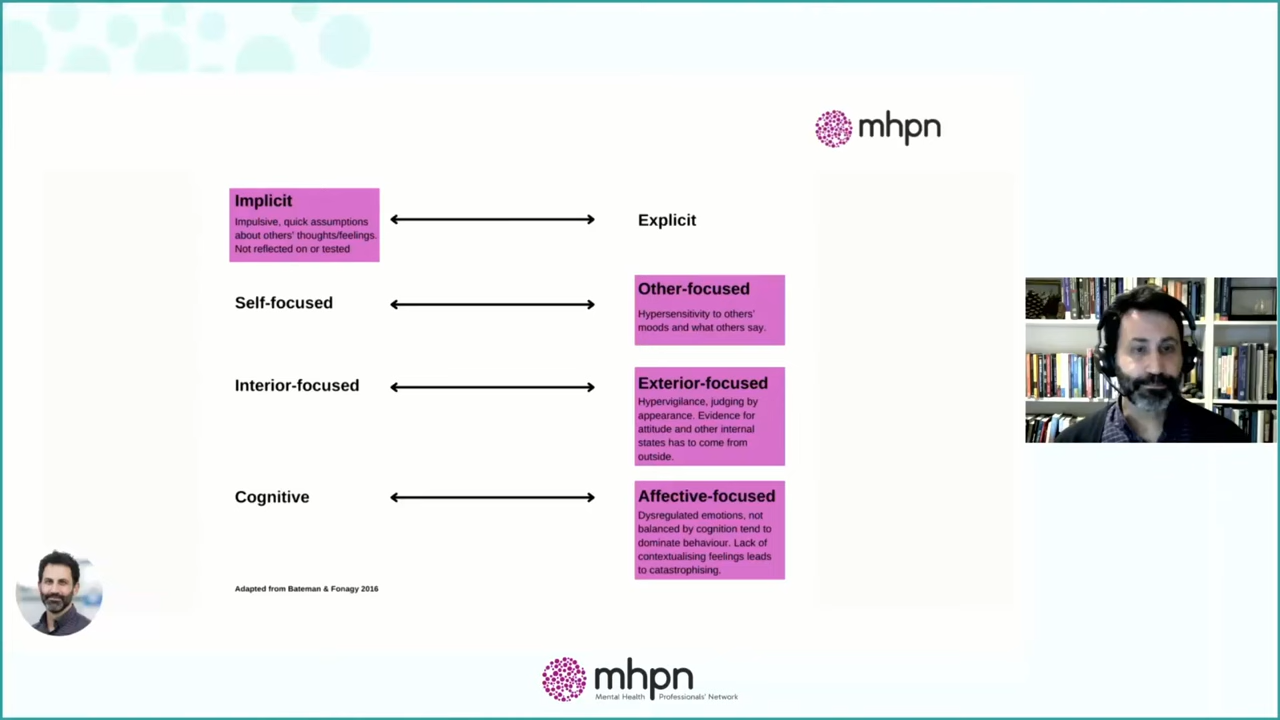 mhpn
Implicit
Impulsive, quick assumptions
about others' thoughts/feelings.
Not reflected on or tested
Explicit
Self-focused
Other-focused
Hypersensitivity to others'
moods and what others say.
Interior-focused
Exterior-focused
Hypervigilance, judging by
appearance. Evidence for
attitude and other internal
states has to come from
outside.
Cognitive
Affective-focused
Dysregulated emotions, not
balanced by cognition tend to
dominate behaviour. Lack of
contextualising feelings leads
to catastrophising.
Adapted from Bateman & Fonagy 2016
mhpn
Mental Health Professionals' Network